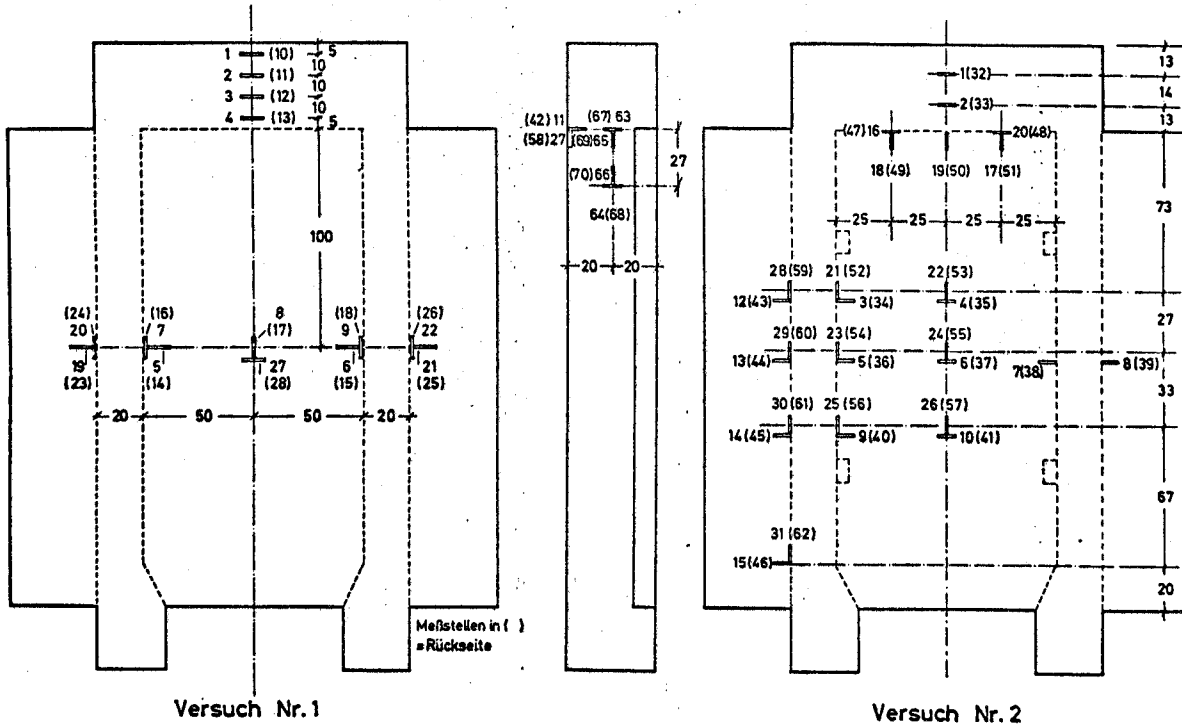 1 (10) 5
10
2 (11)
10
3 (12)
10
4 (13) 5
100
(24) (16) 8 (18) (26)
20 7 (17) 9 22
19 5 27 6 21
(23) (14) (28) (15) (25)
20 50 50 20
Meßstellen in ( )
= Rückseite
Versuch Nr. 1
(42) 11 (67) 63
(58) 27 (69) 65
27
(70) 66
64 (68)
20 20
13
1 (32)
14
2 (33)
13
(47) 16 20 (48)
18 (49) 19 (50) 17 (51)
73
25 25 25 25
28 (59) 21 (52) 22 (53)
12 (43) 3 (34) 4 (35)
27
29 (60) 23 (54) 24 (55)
13 (44) 5 (36) 6 (37) 7 (38) 8 (39)
33
30 (61) 25 (56) 26 (57)
14 (45) 9 (40) 10 (41)
67
31 (62)
15 (46)
20
Versuch Nr. 2